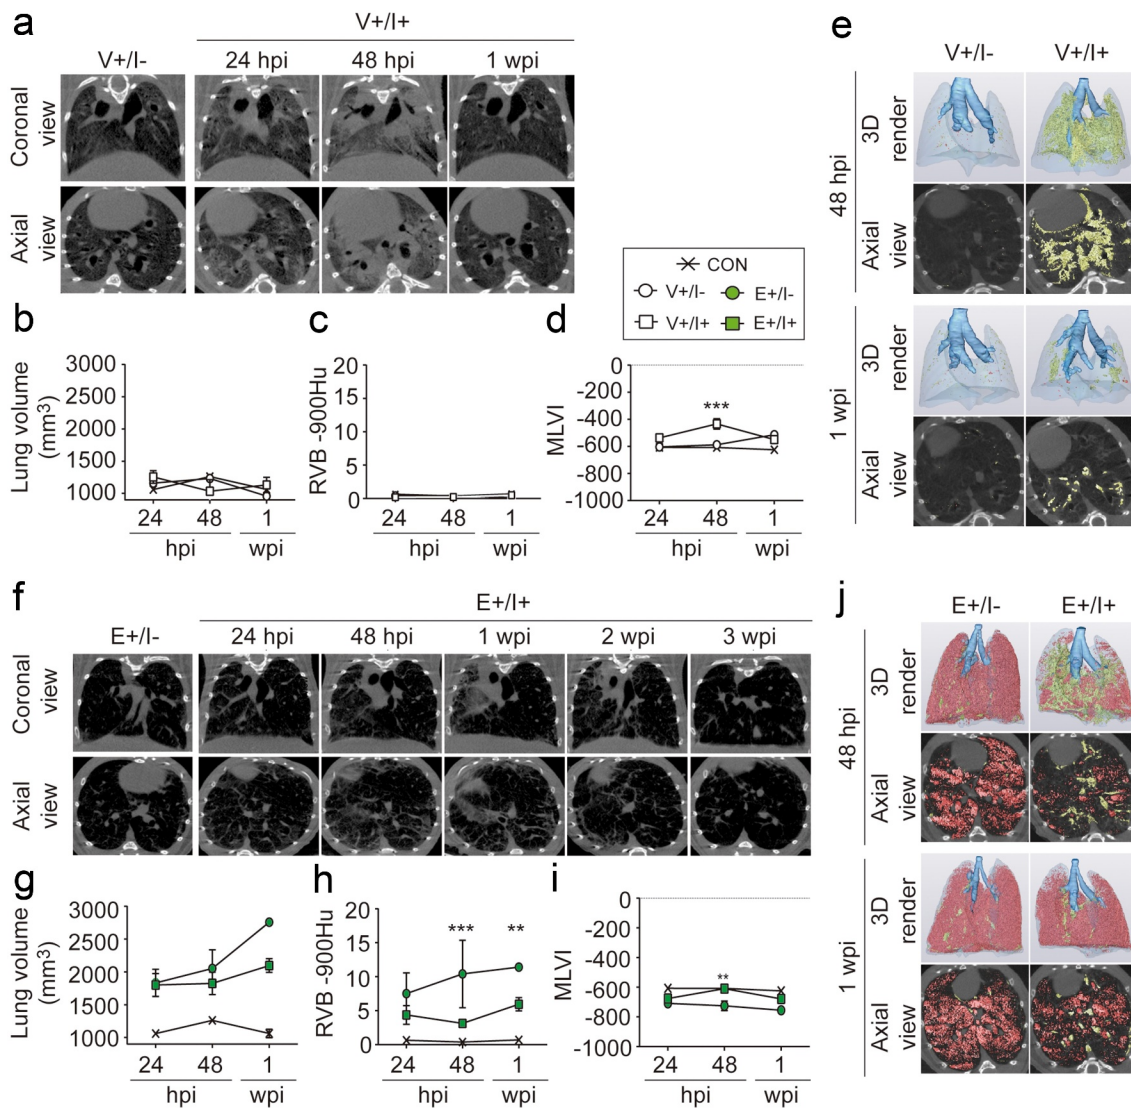 a
V+/I+
V+/I-
24 hpi
48 hpi
1 wpi
Coronal
view
Axial
view
CON
V+/I-
E+/I-
V+/I+
E+/I+
b
Lung volume
(mm3)
3000
2500
2000
1500
1000
24
48
1
hpi
wpi
c
RVB -900Hu
20
15
10
5
0
24
48
1
hpi
wpi
d
MLVI
0
-200
-400
-600
-800
-1000
***
24
48
1
hpi
wpi
e
V+/I-
V+/I+
48 hpi
3D
render
Axial
view
1 wpi
3D
render
Axial
view
f
E+/I+
E+/I-
24 hpi
48 hpi
1 wpi
2 wpi
3 wpi
Coronal
view
Axial
view
g
Lung volume
(mm3)
3000
2500
2000
1500
1000
24
48
1
hpi
wpi
h
RVB -900Hu
20
15
10
5
0
***
**
24
48
1
hpi
wpi
i
MLVI
0
-200
-400
-600
-800
-1000
**
24
48
1
hpi
wpi
j
E+/I-
E+/I+
48 hpi
3D
render
Axial
view
1 wpi
3D
render
Axial
view